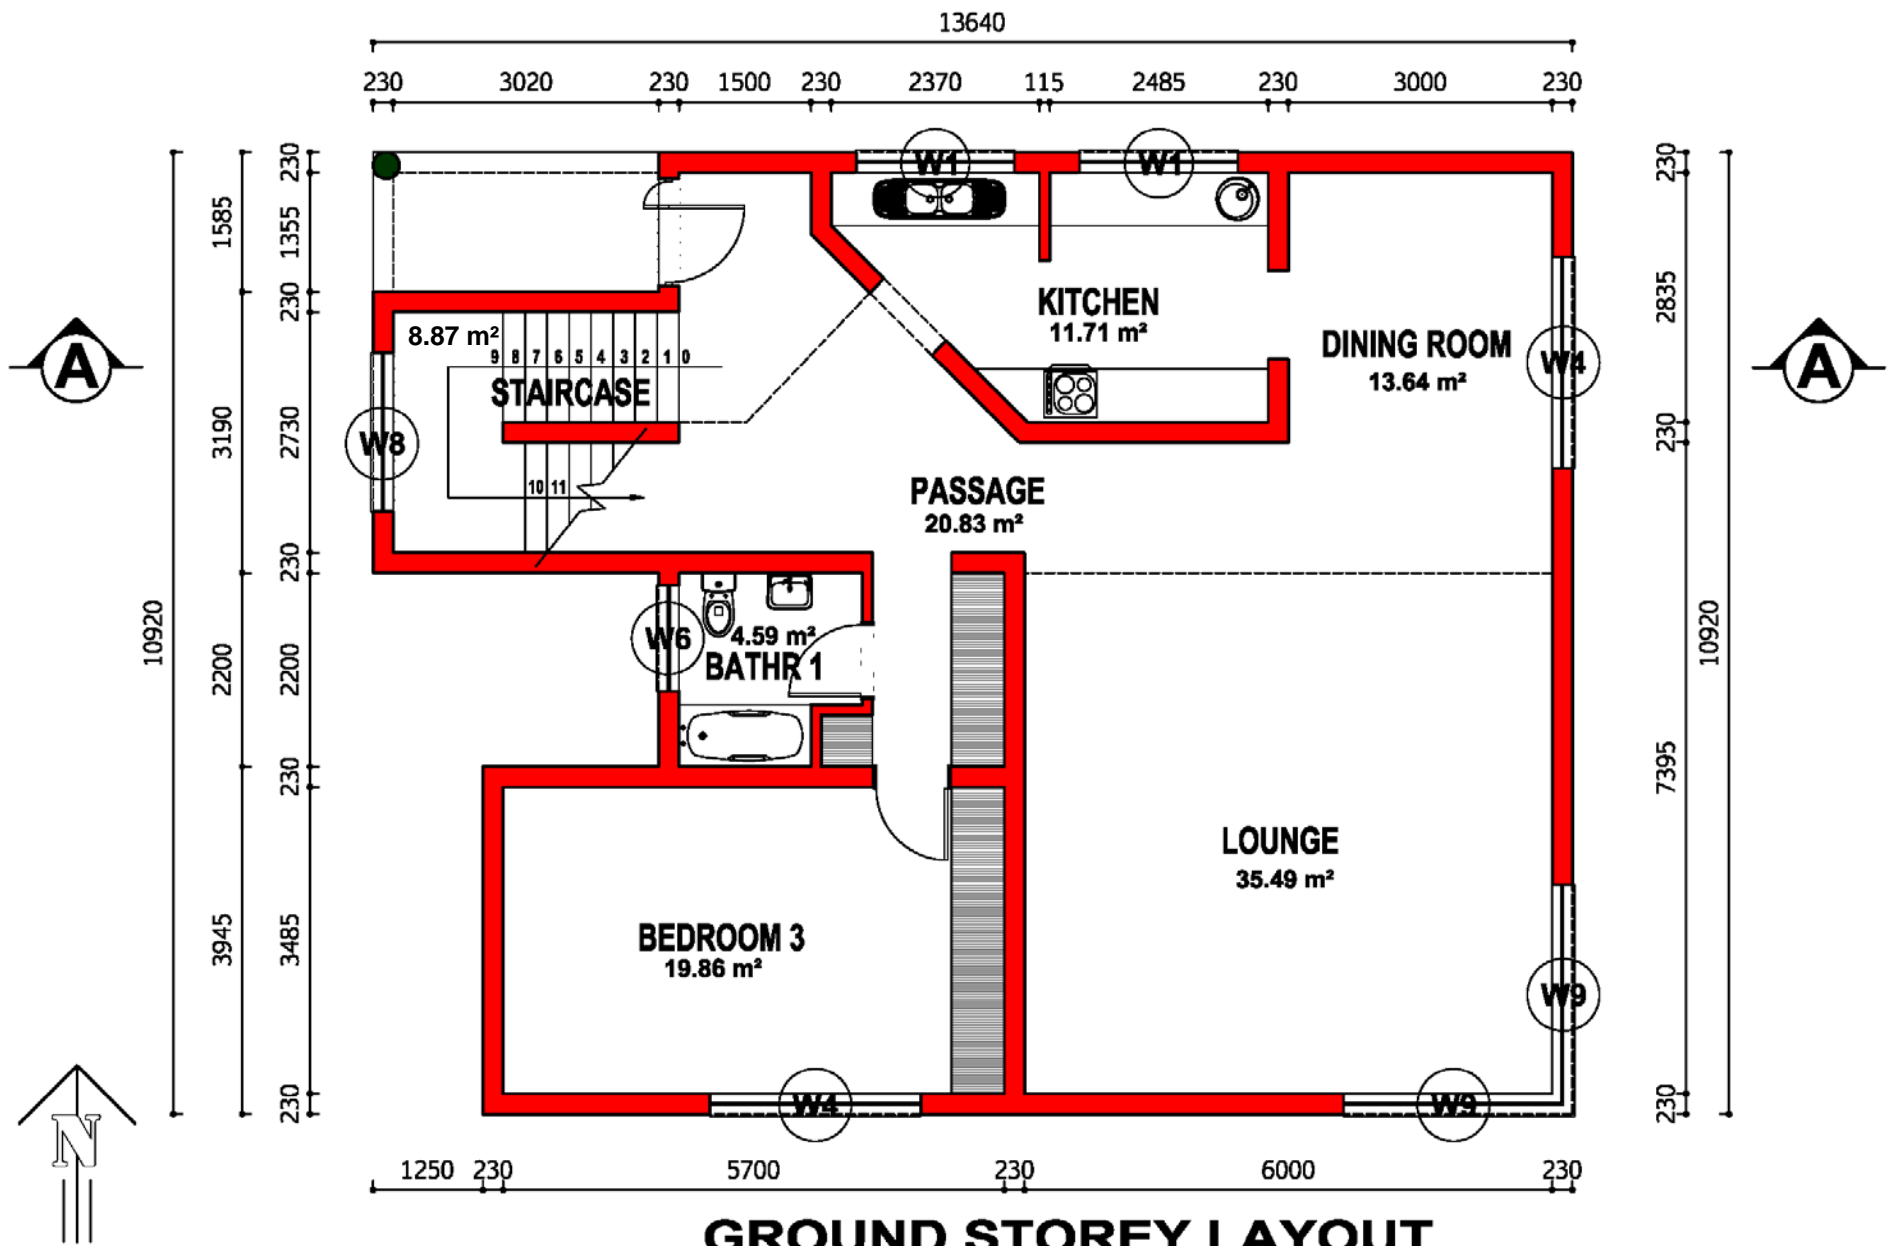 13640
230 3020 230 1500 230 2370 115 2485 230 3000 230
W1 W1
230
1585
1355
230
3190
2730
230
10920
2200
2200
230
3945
3485
230
230
2835
230
10920
7395
230
A
A
8.87 m²
9 8 7 6 5 4 3 2 1 0
STAIRCASE
10 11
W8
KITCHEN
11.71 m²
DINING ROOM
13.64 m²
W4
PASSAGE
20.83 m²
W6
4.59 m²
BATHR 1
LOUNGE
35.49 m²
BEDROOM 3
19.86 m²
W9
W4
W9
N
1250 230 5700 230 6000 230
GROUND STOREY LAYOUT